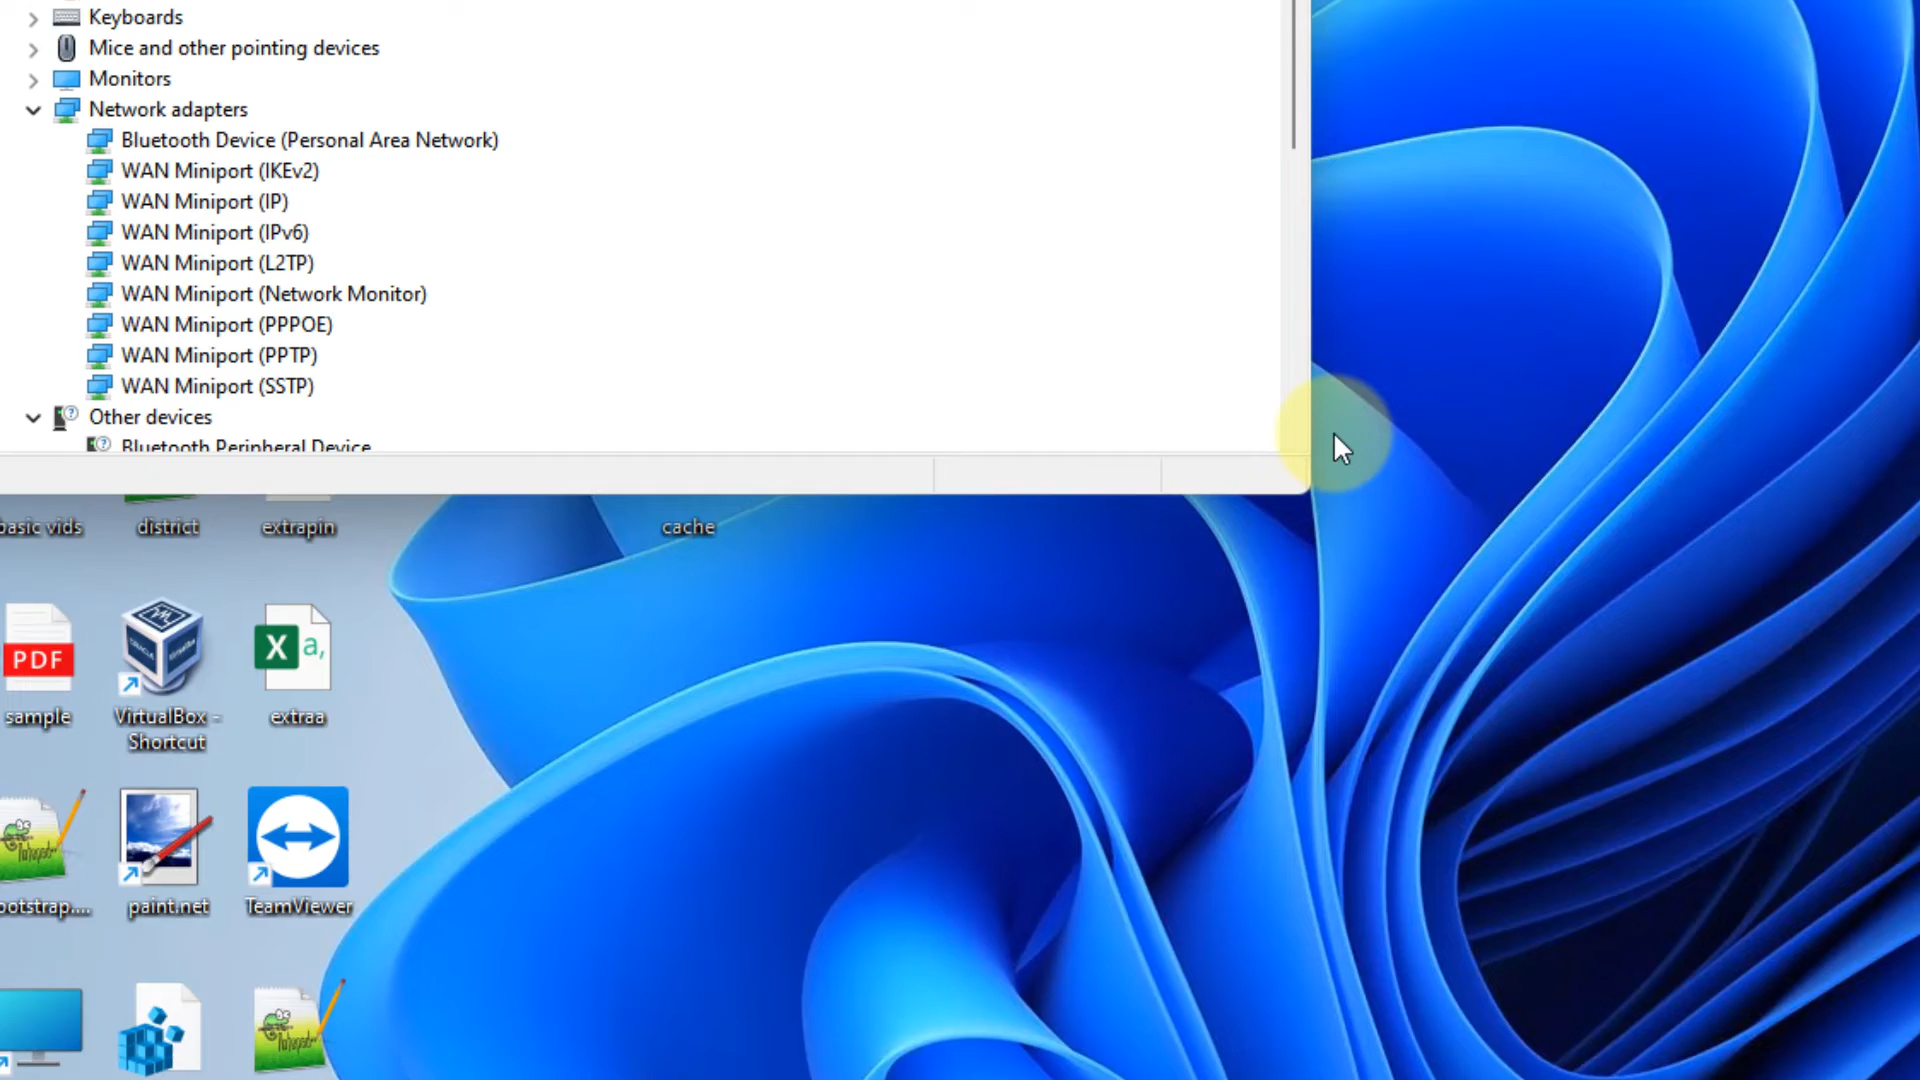 Keyboards
Mice and other pointing devices
Monitors
Network adapters
Bluetooth Device (Personal Area Network)
WAN Miniport (IKEv2)
WAN Miniport (IP)
WAN Miniport (IPv6)
WAN Miniport (L2TP)
WAN Miniport (Network Monitor)
WAN Miniport (PPPOE)
WAN Miniport (PPTP)
WAN Miniport (SSTP)
Other devices
Bluetooth Peripheral Device
basic vids
district
extrapin
cache
PDF
ORACLE
VirtualBox
X a,
sample
VirtualBox -
Shortcut
extraa
ootstrap....
paint.net
TeamViewer